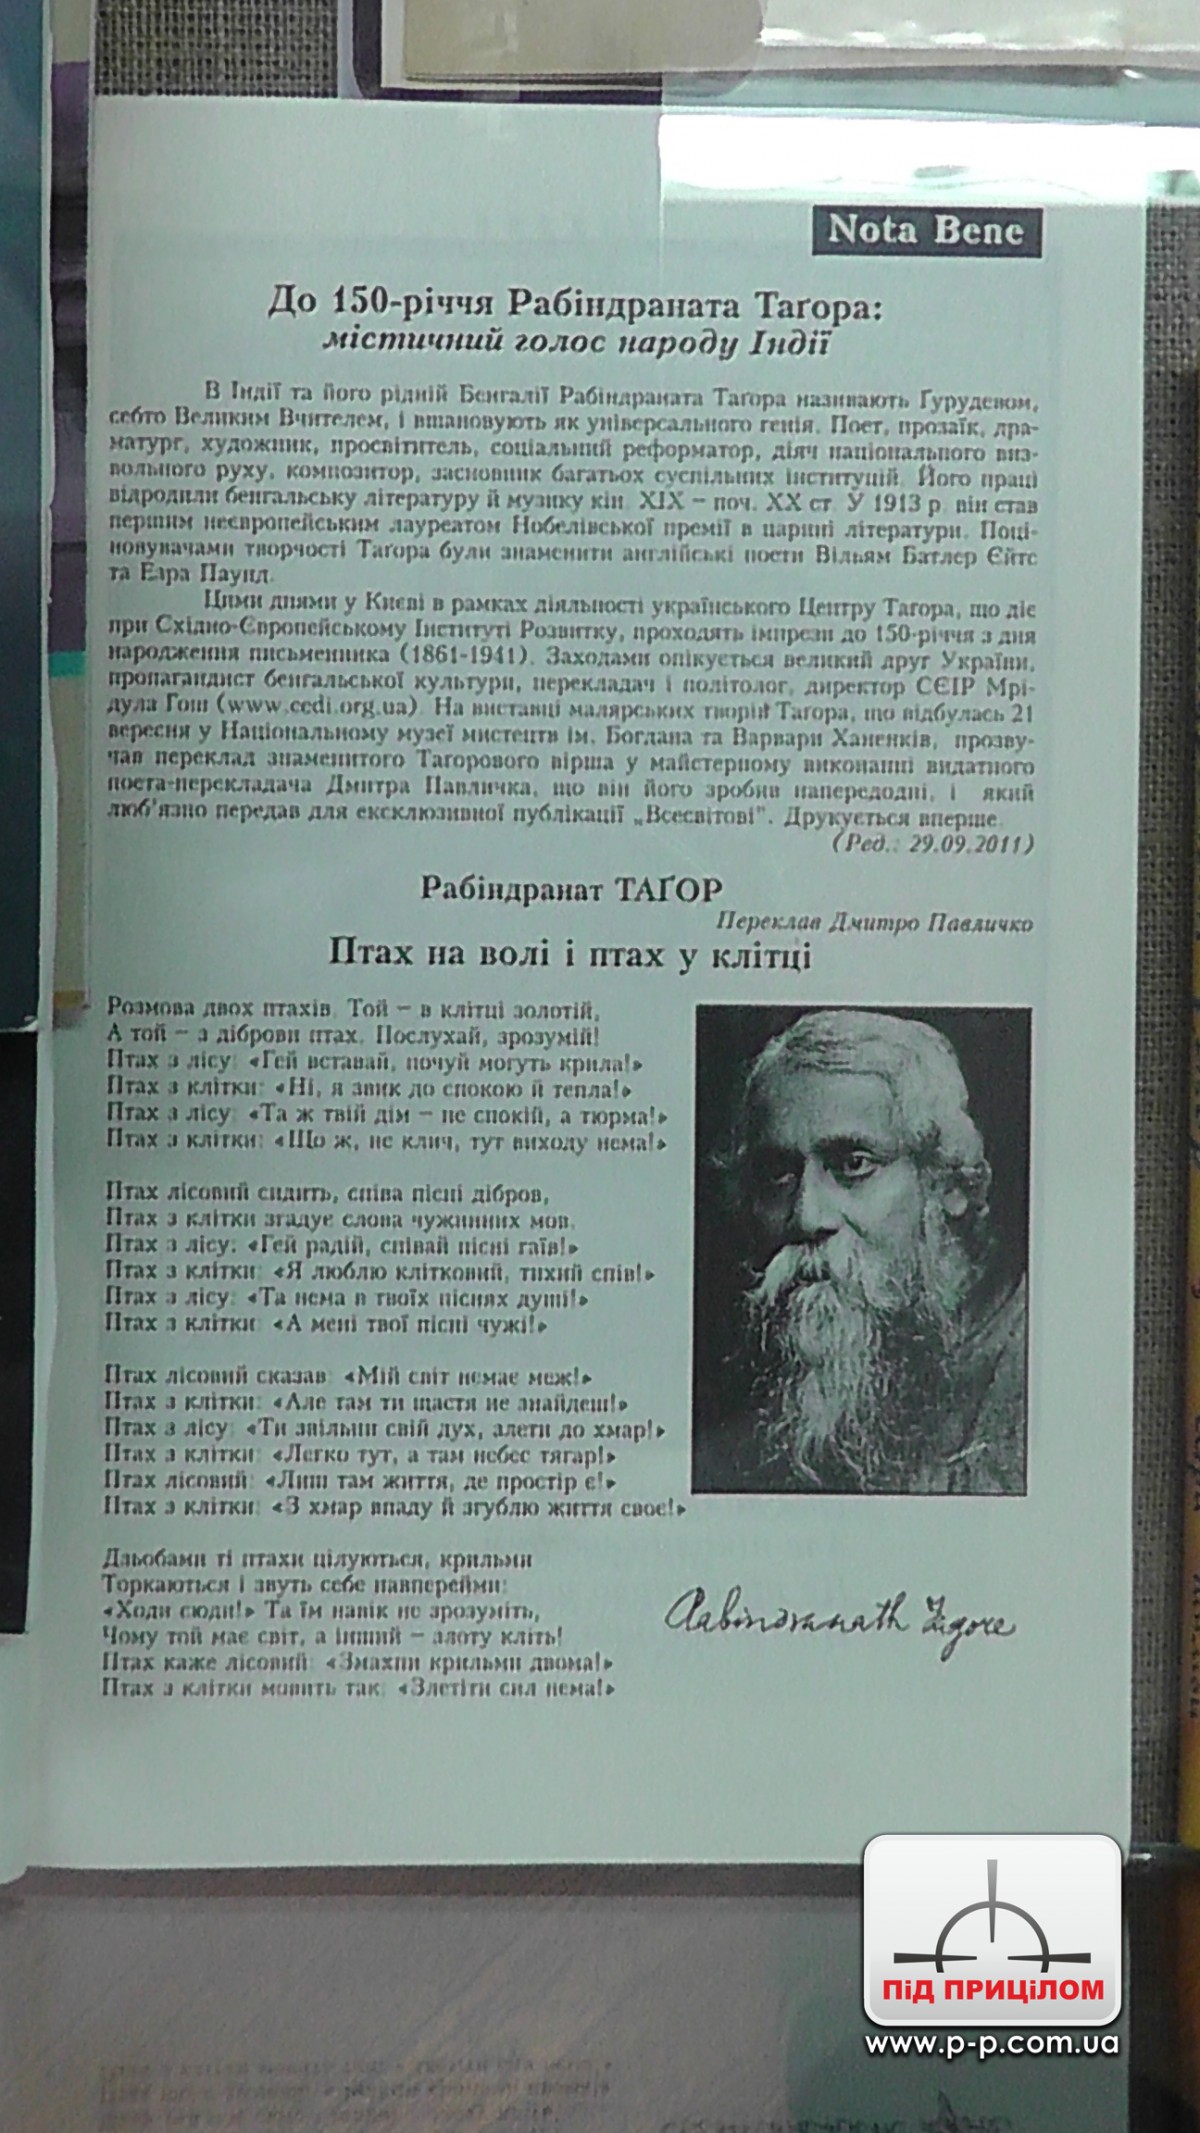 Nota Bene
До 150-річчя Рабіндраната Таґора:
містичний голос народу Індії
В Індії та його рідній Бенгалії Рабіндраната Таґора називають Ґурудевом,
себто Великим Вчителем, і вшановують як універсального генія. Поет, прозаїк, дра-
матург, художник, просвітитель, соціальний реформатор, діяч національного виз-
вольного руху, композитор, засновник багатьох суспільних інституцій. Його праці
відродили бенгальську літературу й музику кін. XIX – поч. XX ст. У 1913 р. він став
першим неєвропейським лауреатом Нобелівської премії в царині літератури. Поці-
новувачами творчості Таґора були знамениті англійські поети Вільям Батлер Єйтс
та Езра Паунд.
Цими днями у Києві в рамках діяльності українського Центру Таґора, що діє
при Східно-Європейському Інституті Розвитку, проходять імпрези до 150-річчя з дня
народження письменника (1861-1941). Заходами опікується великий друг України,
пропагандист бенгальської культури, перекладач і політолог, директор СЄІР Мрі-
дула Гош (www.eedi.org.ua). На виставці малярських творів Таґора, що відбулась 21
вересня у Національному музеї мистецтв ім. Богдана та Варвари Ханенків, прозву-
чав переклад знаменитого Таґорового вірша у майстерному виконанні видатного
поета-перекладача Дмитра Павличка, що він його зробив напередодні, і який
люб'язно передав для ексклюзивної публікації „Всесвітові". Друкується вперше.
(Ред.: 29.09.2011)
Рабіндранат ТАҐОР
Переклав Дмитро Павличко
Птах на волі і птах у клітці
Розмова двох птахів. Той – в клітці золотій,
А той – з діброви птах. Послухай, зрозумій!
Птах з лісу: «Гей вставай, почуй могуть крила!»
Птах з клітки: «Ні, я звик до спокою й тепла!»
Птах з лісу: «Та ж твій дім – не спокій, а тюрма!»
Птах з клітки: «Що ж, не клич, тут виходу нема!»
Птах лісовий сидить, співа пісні дібров,
Птах з клітки згадує слова чужинних мов.
Птах з лісу: «Гей радій, співай пісні гаїв!»
Птах з клітки: «Я люблю клітковий, тихий спів!»
Птах з лісу: «Та нема в твоїх піснях душі!»
Птах з клітки: «А мені твої пісні чужі!»
Птах лісовий сказав: «Мій світ немає меж!»
Птах з клітки: «Але там ти щастя не знайдеш!»
Птах з лісу: «Ти звільни свій дух, злети до хмар!»
Птах з клітки: «Легко тут, а там небес тягар!»
Птах лісовий: «Лиш там життя, де простір є!»
Птах з клітки: «З хмар впаду й згублю життя своє!»
Дзьобами ті птахи цілуються, крильми
Торкаються і звуть себе навперейми:
«Ходи сюди!» Та їм навік не зрозуміть,
Чому той має світ, а інший – злоту кліть!
Птах каже лісовий: «Змахни крильми двома!»
Птах з клітки мовить так: «Злетіти сил нема!»
Rabindranath Tagore
ПіД ПРИЦіЛОМ
www.p-p.com.ua